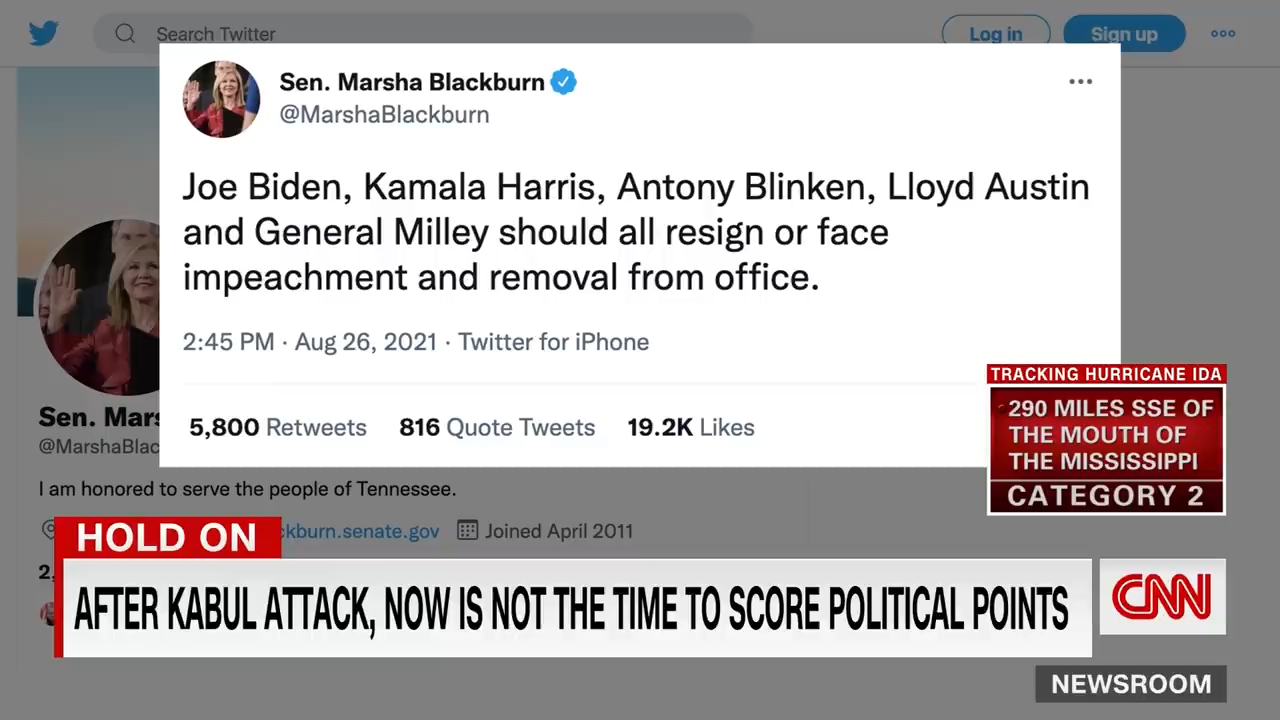 Search Twitter
Log in
Sign up
Sen. Marsha Blackburn
@MarshaBlackburn
Joe Biden, Kamala Harris, Antony Blinken, Lloyd Austin
and General Milley should all resign or face
impeachment and removal from office.
2:45 PM · Aug 26, 2021 · Twitter for iPhone
5,800 Retweets 816 Quote Tweets 19.2K Likes
TRACKING HURRICANE IDA
290 MILES SSE OF
THE MOUTH OF
THE MISSISSIPPI
CATEGORY 2
Sen. Mars
@MarshaBlac
I am honored to serve the people of Tennessee.
ckburn.senate.gov Joined April 2011
2,
HOLD ON
AFTER KABUL ATTACK, NOW IS NOT THE TIME TO SCORE POLITICAL POINTS
CNN
NEWSROOM